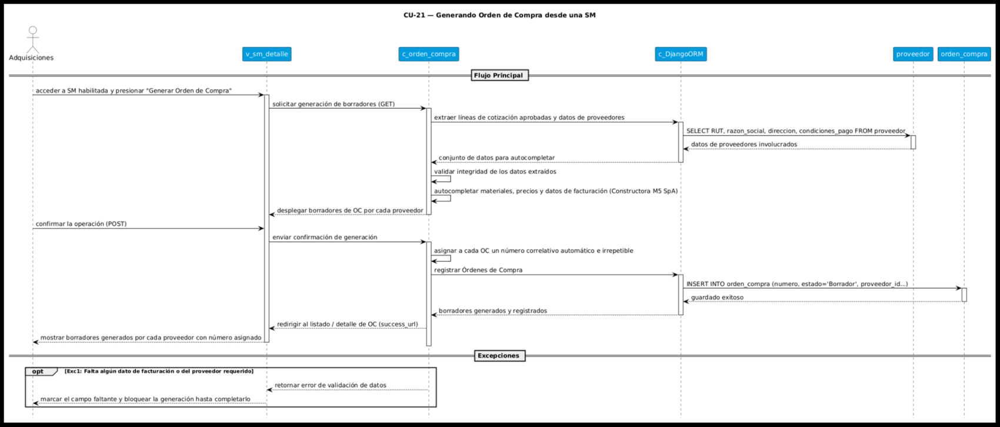 CU-21 — Generando Orden de Compra desde una SM
Adquisiciones
v_sm_detalle
c_orden_compra
c_DjangoORM
proveedor
orden_compra
Flujo Principal
acceder a SM habilitada y presionar "Generar Orden de Compra"
solicitar generación de borradores (GET)
extraer líneas de cotización aprobadas y datos de proveedores
SELECT RUT, razon_social, direccion, condiciones_pago FROM proveedor
datos de proveedores involucrados
conjunto de datos para autocompletar
validar integridad de los datos extraídos
autocompletar materiales, precios y datos de facturación (Constructora M5 SpA)
desplegar borradores de OC por cada proveedor
confirmar la operación (POST)
enviar confirmación de generación
asignar a cada OC un número correlativo automático e irrepetible
registrar Órdenes de Compra
INSERT INTO orden_compra (numero, estado='Borrador', proveedor_id...)
guardado exitoso
borradores generados y registrados
redirigir al listado / detalle de OC (success_url)
mostrar borradores generados por cada proveedor con número asignado
Excepciones
opt [Exc1: Falta algún dato de facturación o del proveedor requerido]
retornar error de validación de datos
marcar el campo faltante y bloquear la generación hasta completarlo